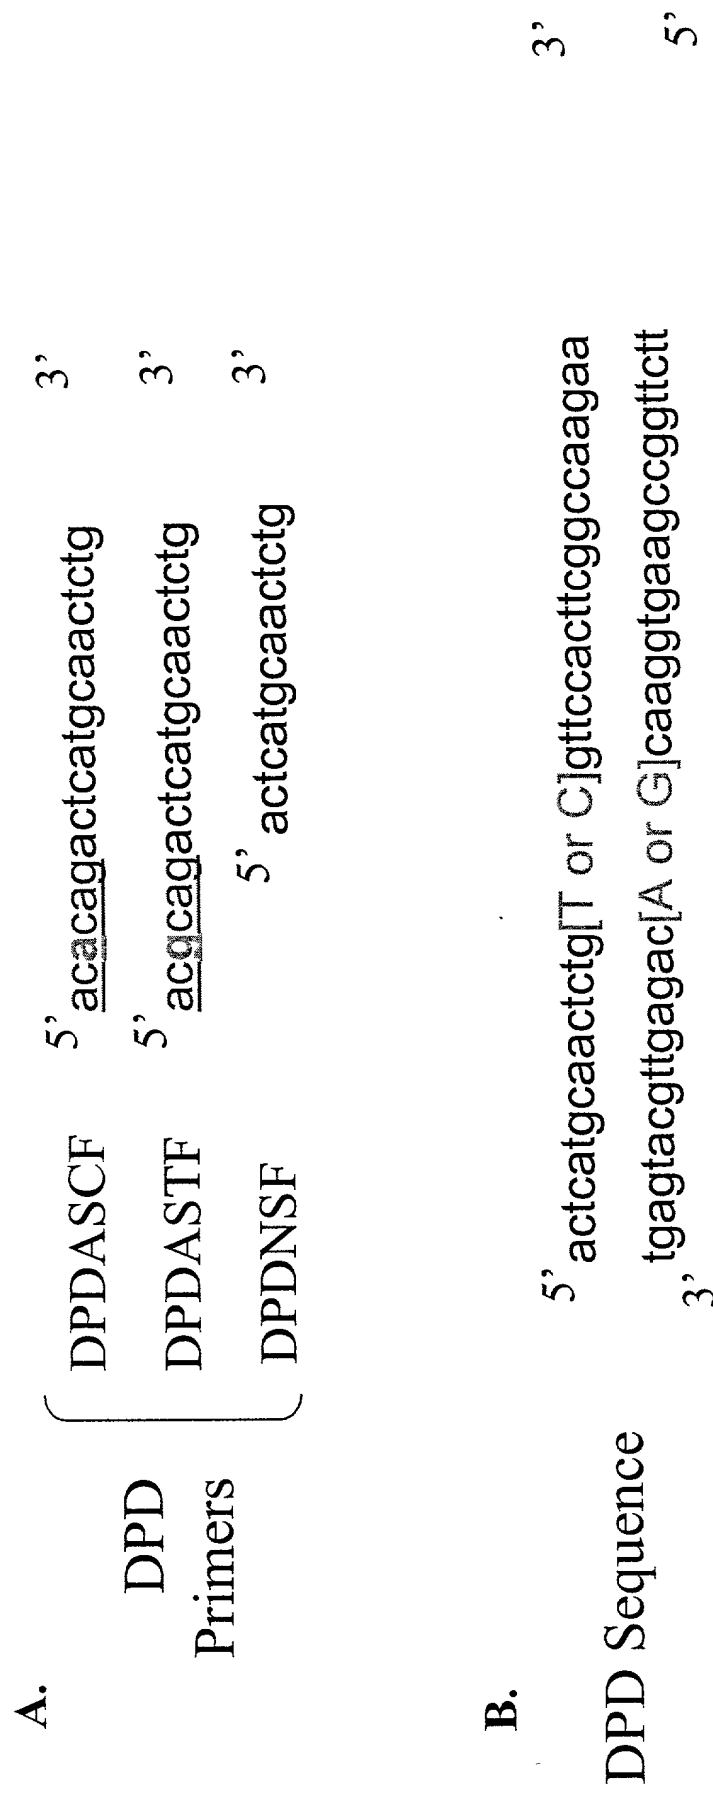 A.
DPD Primers
DPDASCF 5’ acacagactcatgcaactctg 3’
DPDASTF 5’ acgcagactcatgcaactctg 3’
DPDNSF 5’ actcatgcaactctg 3’
B.
DPD Sequence
5’ actcatgcaactctg[T or C]gttccacttcggccaagaa 3’
3’ tgagtacgttgagac[A or G]caaggtgaagccggttctt 5’